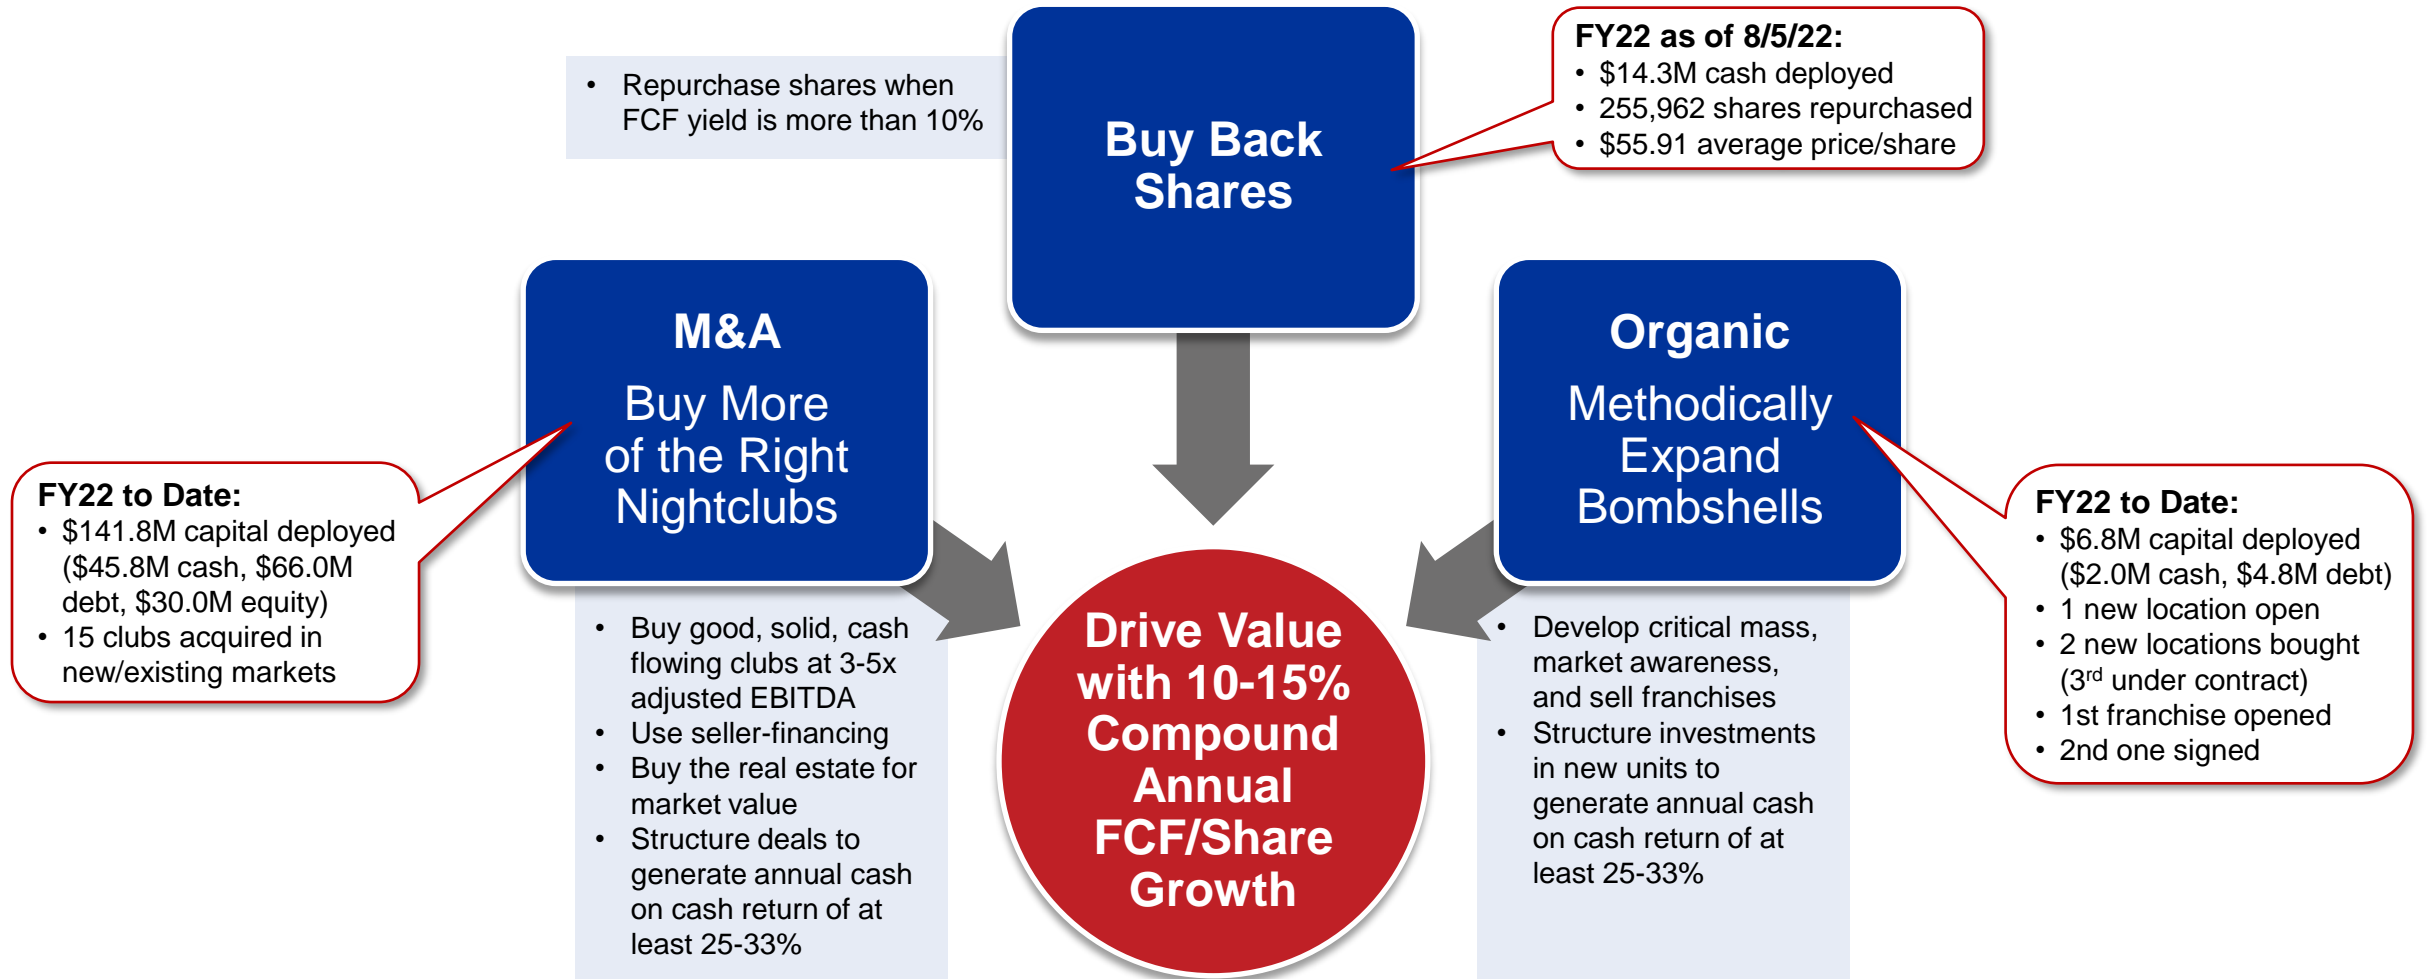 • Repurchase shares when
FCF yield is more than 10%
Buy Back
Shares
FY22 as of 8/5/22:
• $14.3M cash deployed
• 255,962 shares repurchased
• $55.91 average price/share
M&A
Buy More
of the Right
Nightclubs
FY22 to Date:
• $141.8M capital deployed
($45.8M cash, $66.0M
debt, $30.0M equity)
• 15 clubs acquired in
new/existing markets
• Buy good, solid, cash
flowing clubs at 3-5x
adjusted EBITDA
• Use seller-financing
• Buy the real estate for
market value
• Structure deals to
generate annual cash
on cash return of at
least 25-33%
Drive Value
with 10-15%
Compound
Annual
FCF/Share
Growth
Organic
Methodically
Expand
Bombshells
• Develop critical mass,
market awareness,
and sell franchises
• Structure investments
in new units to
generate annual cash
on cash return of at
least 25-33%
FY22 to Date:
• $6.8M capital deployed
($2.0M cash, $4.8M debt)
• 1 new location open
• 2 new locations bought
(3rd under contract)
• 1st franchise opened
• 2nd one signed